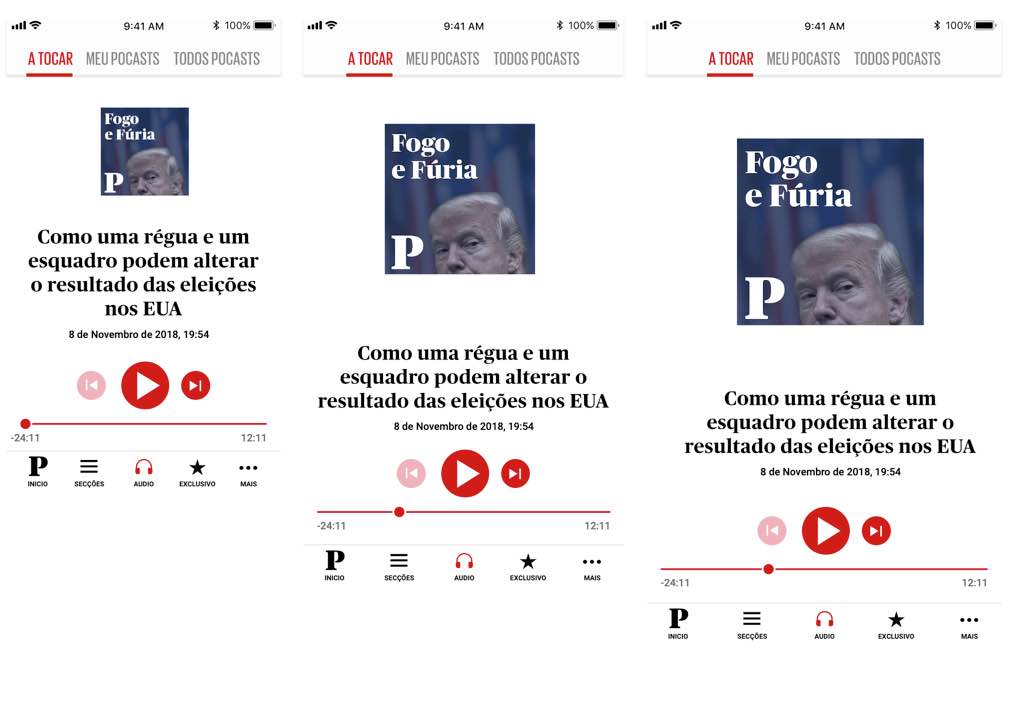 9:41 AM
100%
A TOCAR MEU POCASTS TODOS POCASTS
Fogo
e Fúria
P
Como uma régua e um
esquadro podem alterar
o resultado das eleições
nos EUA
8 de Novembro de 2018, 19:54
-24:11 12:11
P
INICIO SECÇÕES AUDIO EXCLUSIVO MAIS
9:41 AM
100%
A TOCAR MEU POCASTS TODOS POCASTS
Fogo
e Fúria
P
Como uma régua e um
esquadro podem alterar o
resultado das eleições nos EUA
8 de Novembro de 2018, 19:54
-24:11 12:11
P
INICIO SECÇÕES AUDIO EXCLUSIVO MAIS
9:41 AM
100%
A TOCAR MEU POCASTS TODOS POCASTS
Fogo
e Fúria
P
Como uma régua e um
esquadro podem alterar o
resultado das eleições nos EUA
8 de Novembro de 2018, 19:54
-24:11 12:11
P
INICIO SECÇÕES AUDIO EXCLUSIVO MAIS